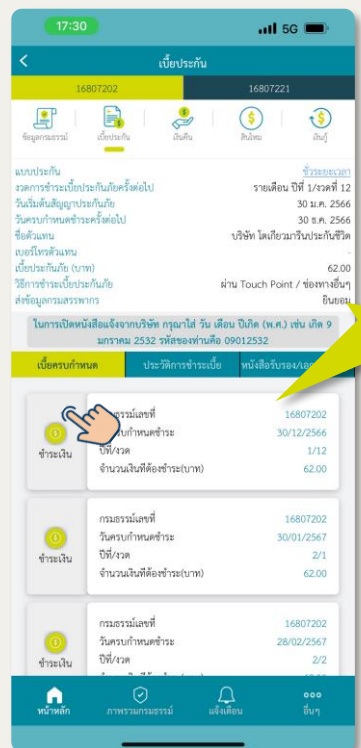 17:30
5G
เบี้ยประกัน
16807202 16807221
ข้อมูลกรมธรรม์ เบี้ยประกัน เงินคืน สินไหม เงินกู้
แบบประกัน ชั่วระยะเวลา
งวดการชำระเบี้ยประกันภัยครั้งต่อไป รายเดือน ปีที่ 1/งวดที่ 12
วันเริ่มต้นสัญญาประกันภัย 30 ม.ค. 2566
วันครบกำหนดชำระครั้งต่อไป 30 ธ.ค. 2566
ชื่อตัวแทน บริษัท โตเกียวมารีนประกันชีวิต
เบอร์โทรตัวแทน -
เบี้ยประกันภัย (บาท) 62.00
วิธีการชำระเบี้ยประกันภัย ผ่าน Touch Point / ช่องทางอื่นๆ
ส่งข้อมูลกรมสรรพากร ยินยอม
ในการเปิดหนังสือแจ้งจากบริษัท กรุณาใส่ วัน เดือน ปีเกิด (พ.ศ.) เช่น เกิด 9
มกราคม 2532 รหัสของท่านคือ 09012532
เบี้ยครบกำหนด ประวัติการชำระเบี้ย หนังสือรับรอง/
ธรรม์เลขที่ 16807202
บกำหนดชำระ 30/12/2566
ปีที่/งวด 1/12
ชำระเงิน
จำนวนเงินที่ต้องชำระ(บาท) 62.00
กรมธรรม์เลขที่ 16807202
วันครบกำหนดชำระ 30/01/2567
ปีที่/งวด 2/1
ชำระเงิน
จำนวนเงินที่ต้องชำระ(บาท) 62.00
กรมธรรม์เลขที่ 16807202
วันครบกำหนดชำระ 28/02/2567
ปีที่/งวด 2/2
ชำระเงิน
หน้าหลัก ภาพรวมกรมธรรม์ แจ้งเตือน อื่นๆ